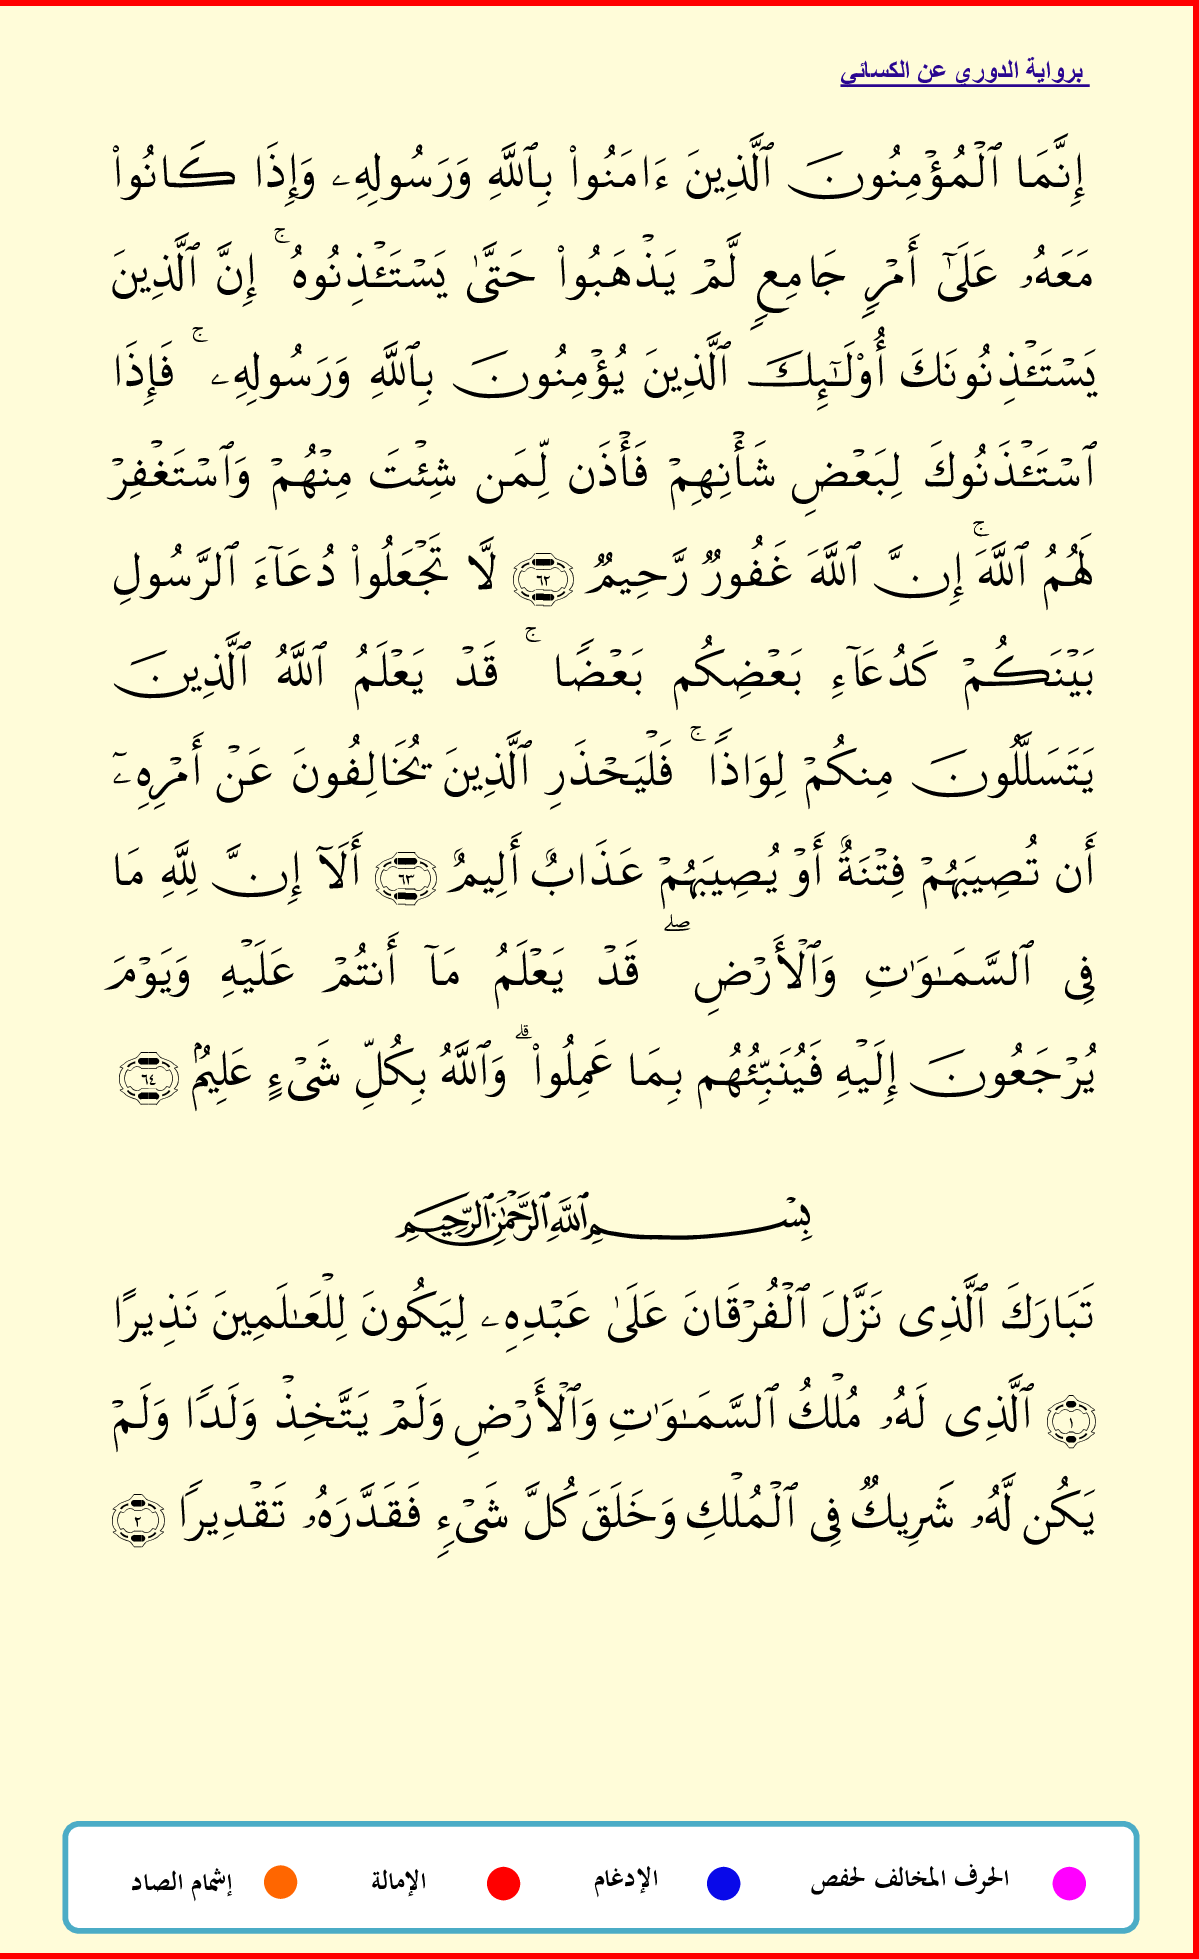 برواية الدوري عن الكسائي
إِنَّمَا ٱلْمُؤْمِنُونَ ٱلَّذِينَ ءَامَنُوا۟ بِٱللَّهِ وَرَسُولِهِۦ وَإِذَا كَانُوا۟
مَعَهُۥ عَلَىٰٓ أَمْرٍ جَامِعٍ لَّمْ يَذْهَبُوا۟ حَتَّىٰ يَسْتَـْٔذِنُوهُ ۚ إِنَّ ٱلَّذِينَ
يَسْتَـْٔذِنُونَكَ أُو۟لَـٰٓئِكَ ٱلَّذِينَ يُؤْمِنُونَ بِٱللَّهِ وَرَسُولِهِۦ ۚ فَإِذَا
ٱسْتَـْٔذَنُوكَ لِبَعْضِ شَأْنِهِمْ فَأْذَن لِّمَن شِئْتَ مِنْهُمْ وَٱسْتَغْفِرْ
لَهُمُ ٱللَّهَ ۚ إِنَّ ٱللَّهَ غَفُورٌ رَّحِيمٌ ٦٢ لَّا تَجْعَلُوا۟ دُعَآءَ ٱلرَّسُولِ
بَيْنَكُمْ كَدُعَآءِ بَعْضِكُم بَعْضًا ۚ قَدْ يَعْلَمُ ٱللَّهُ ٱلَّذِينَ
يَتَسَلَّلُونَ مِنكُمْ لِوَاذًا ۚ فَلْيَحْذَرِ ٱلَّذِينَ يُخَالِفُونَ عَنْ أَمْرِهِۦٓ
أَن تُصِيبَهُمْ فِتْنَةٌ أَوْ يُصِيبَهُمْ عَذَابٌ أَلِيمٌ ٦٣ أَلَآ إِنَّ لِلَّهِ مَا
فِى ٱلسَّمَـٰوَٰتِ وَٱلْأَرْضِ ۖ قَدْ يَعْلَمُ مَآ أَنتُمْ عَلَيْهِ وَيَوْمَ
يُرْجَعُونَ إِلَيْهِ فَيُنَبِّئُهُم بِمَا عَمِلُوا۟ ۗ وَٱللَّهُ بِكُلِّ شَىْءٍ عَلِيمٌۢ ٦٤
بِسْمِ ٱللَّهِ ٱلرَّحْمَـٰنِ ٱلرَّحِيمِ
تَبَارَكَ ٱلَّذِى نَزَّلَ ٱلْفُرْقَانَ عَلَىٰ عَبْدِهِۦ لِيَكُونَ لِلْعَـٰلَمِينَ نَذِيرًا
١ ٱلَّذِى لَهُۥ مُلْكُ ٱلسَّمَـٰوَٰتِ وَٱلْأَرْضِ وَلَمْ يَتَّخِذْ وَلَدًا وَلَمْ
يَكُن لَّهُۥ شَرِيكٌ فِى ٱلْمُلْكِ وَخَلَقَ كُلَّ شَىْءٍ فَقَدَّرَهُۥ تَقْدِيرًا ٢
الحرف المخالف لحفص الإدغام الإمالة إشمام الصاد